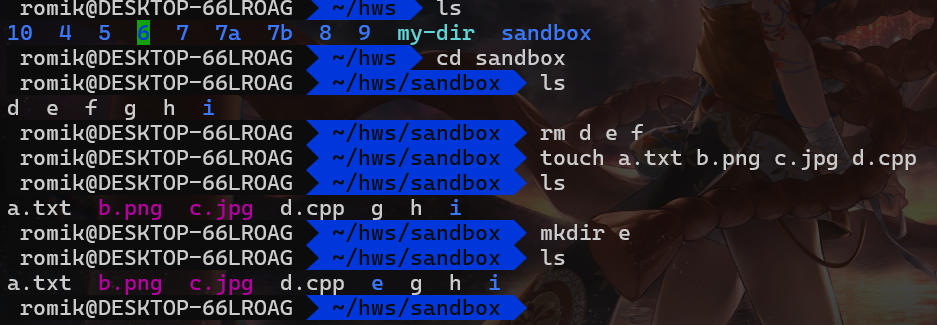 romik@DESKTOP-66LROAG ~/hws ls
10 4 5 6 7 7a 7b 8 9 my-dir sandbox
romik@DESKTOP-66LROAG ~/hws cd sandbox
romik@DESKTOP-66LROAG ~/hws/sandbox ls
d e f g h i
romik@DESKTOP-66LROAG ~/hws/sandbox rm d e f
romik@DESKTOP-66LROAG ~/hws/sandbox touch a.txt b.png c.jpg d.cpp
romik@DESKTOP-66LROAG ~/hws/sandbox ls
a.txt b.png c.jpg d.cpp g h i
romik@DESKTOP-66LROAG ~/hws/sandbox mkdir e
romik@DESKTOP-66LROAG ~/hws/sandbox ls
a.txt b.png c.jpg d.cpp e g h i
romik@DESKTOP-66LROAG ~/hws/sandbox